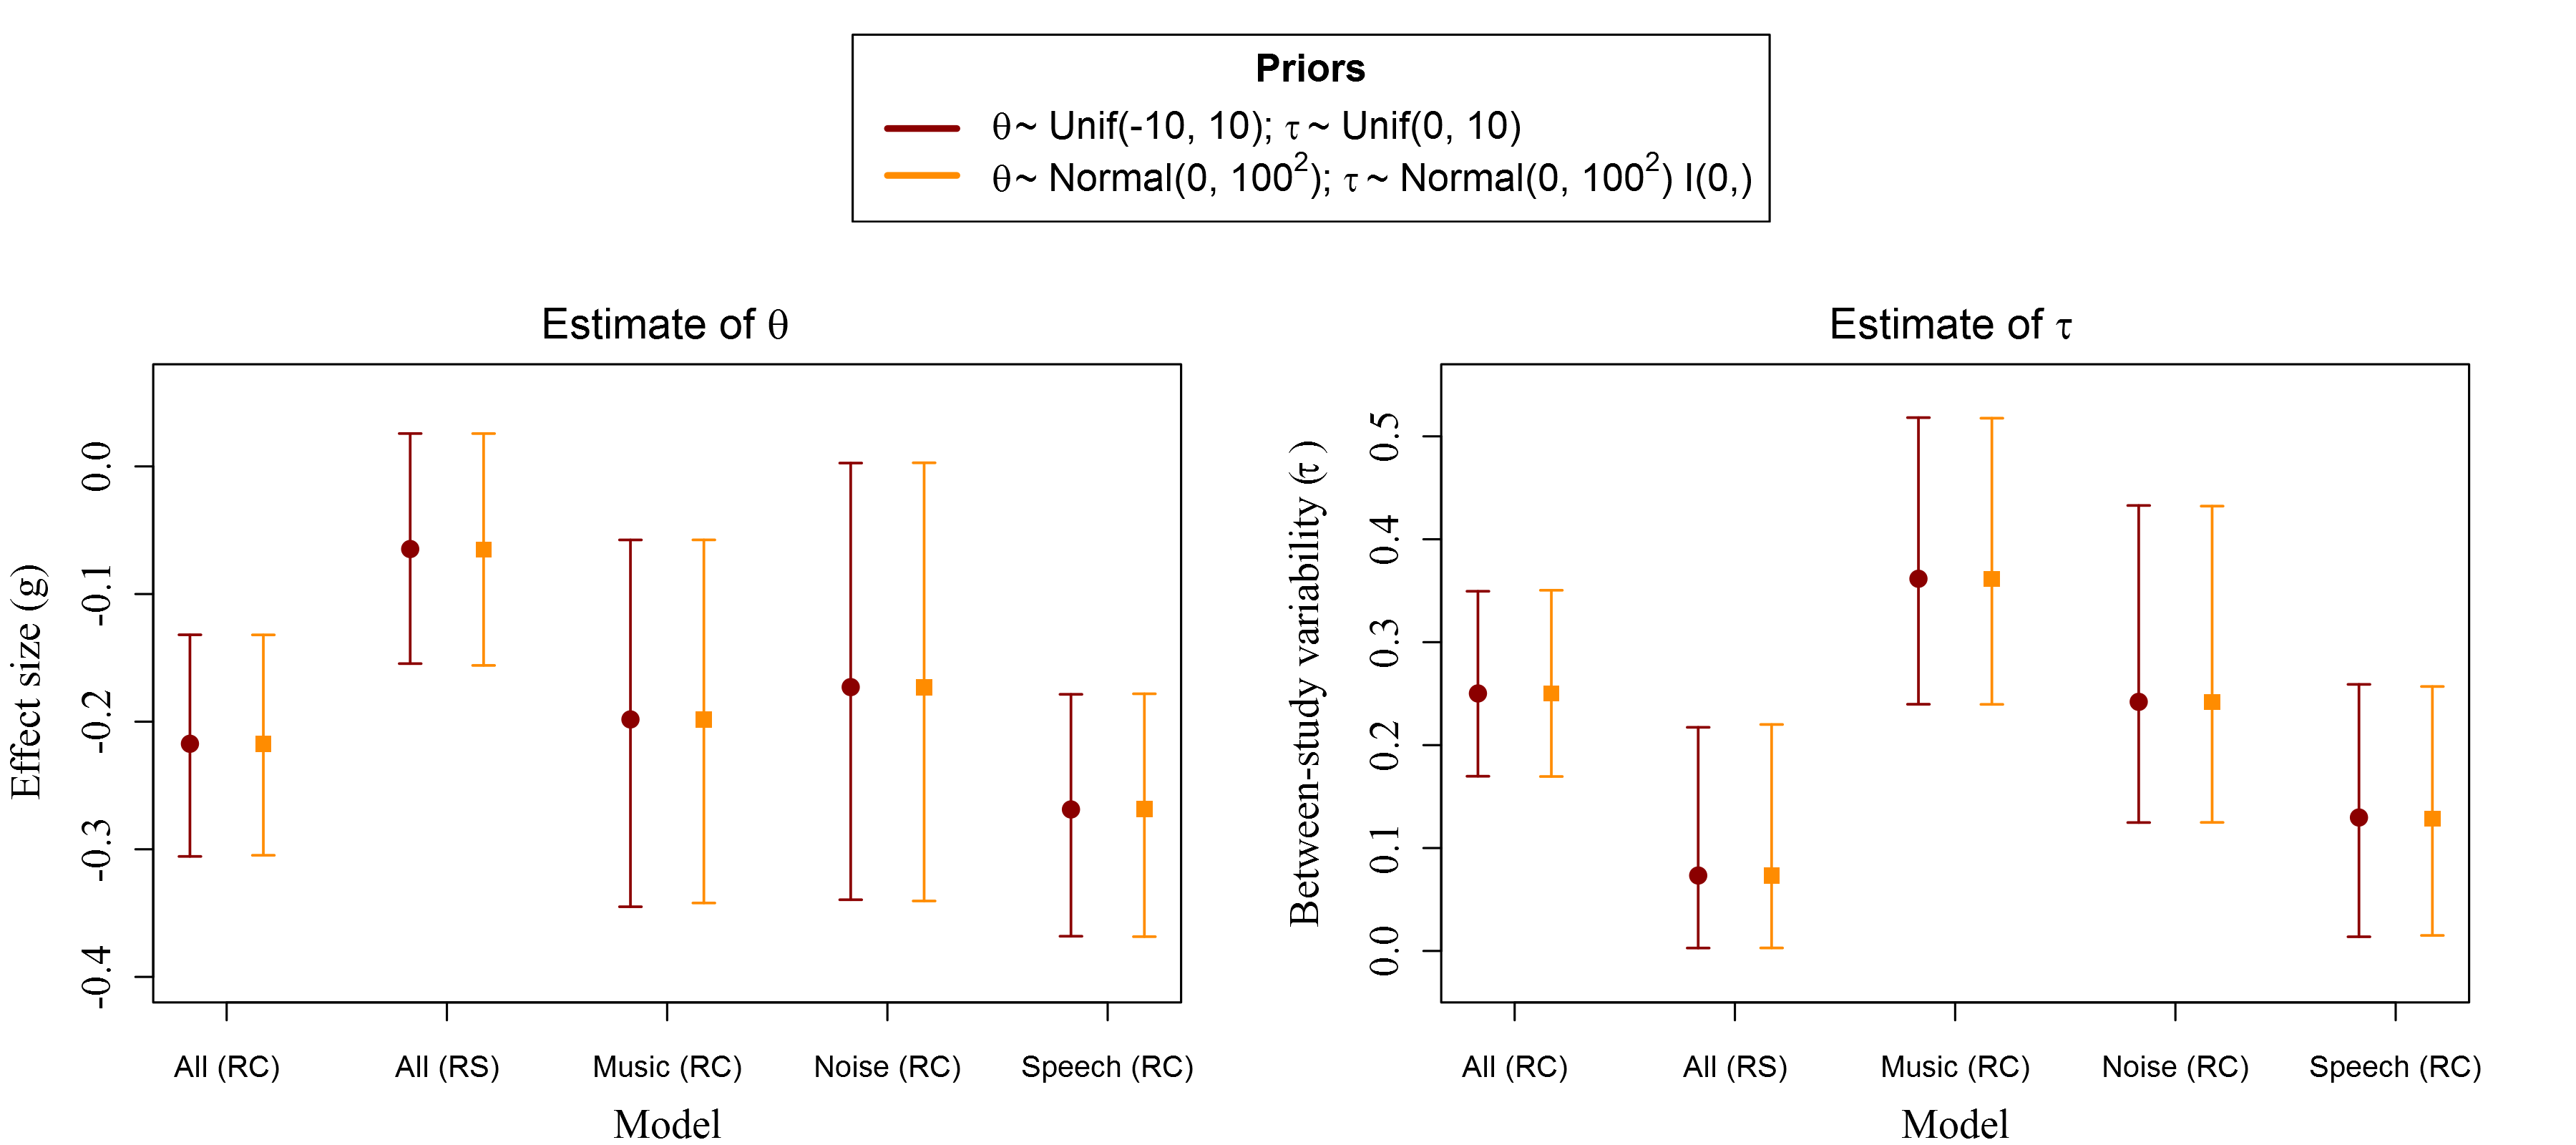 Priors
θ ~ Unif(-10, 10); τ ~ Unif(0, 10)
θ ~ Normal(0, 100²); τ ~ Normal(0, 100²) I(0,)
Estimate of θ
Effect size (g)
0.0
-0.1
-0.2
-0.3
-0.4
All (RC) All (RS) Music (RC) Noise (RC) Speech (RC)
Model
Estimate of τ
Between-study variability (τ)
0.5
0.4
0.3
0.2
0.1
0.0
All (RC) All (RS) Music (RC) Noise (RC) Speech (RC)
Model